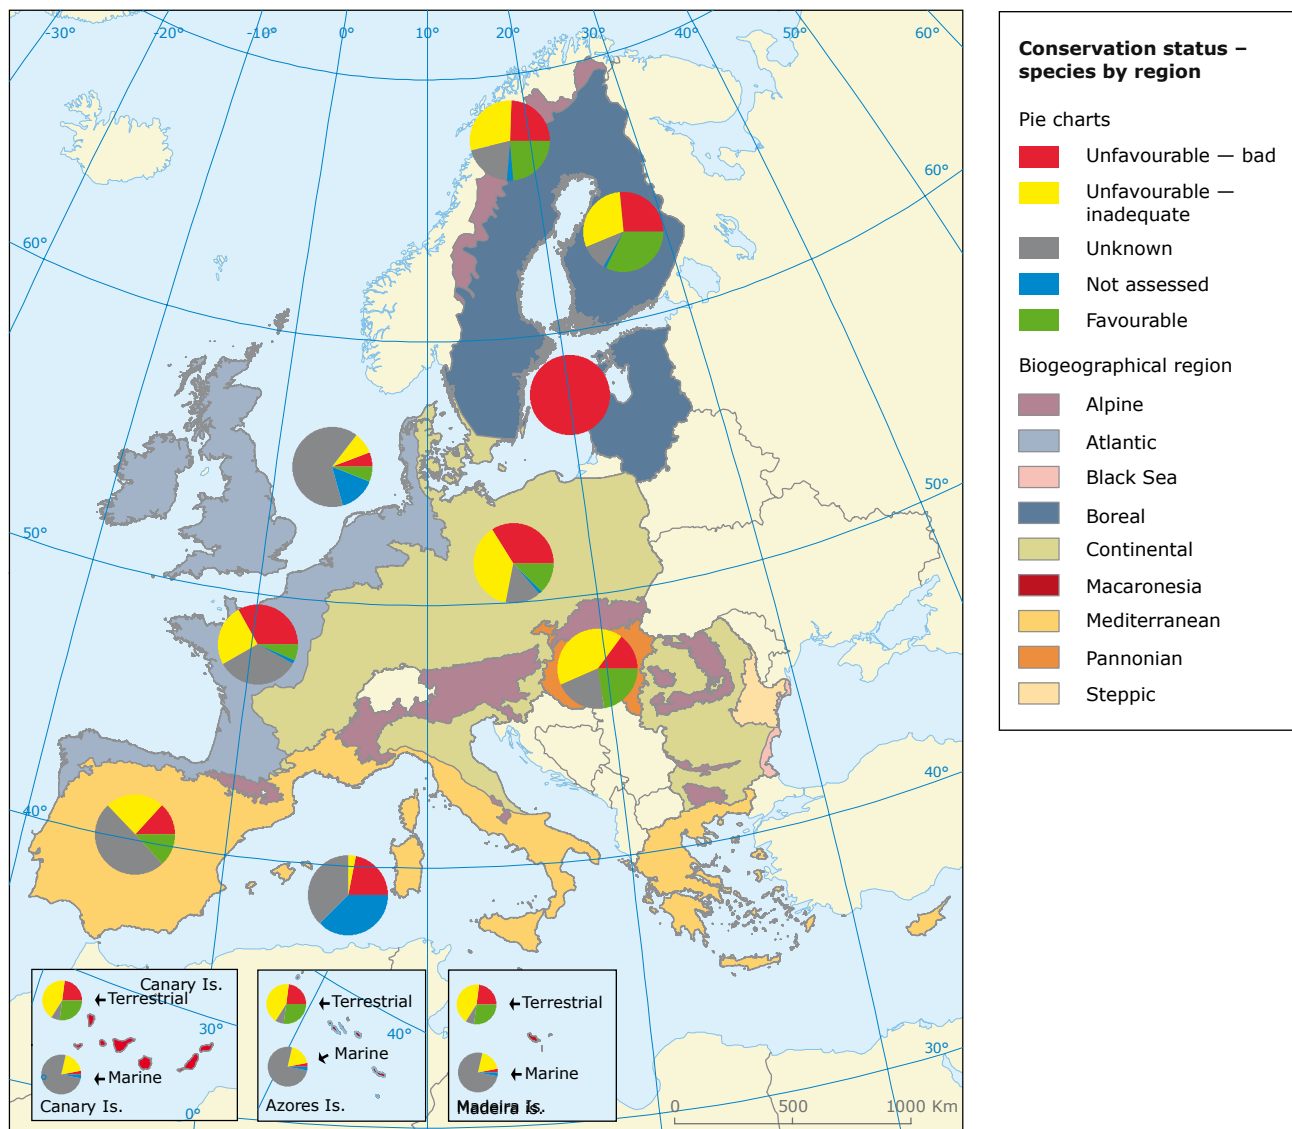 -30°
-20°
-10°
0°
10°
20°
30°
40°
50°
60°
60°
60°
50°
50°
40°
40°
30°
Canary Is.
Terrestrial
30°
Marine
Canary Is.
0°
Terrestrial
40°
Marine
Azores Is.
Terrestrial
Marine
Madeira Is.
Madeira is.
0 500 1000 Km
Conservation status –
species by region
Pie charts
Unfavourable — bad
Unfavourable —
inadequate
Unknown
Not assessed
Favourable
Biogeographical region
Alpine
Atlantic
Black Sea
Boreal
Continental
Macaronesia
Mediterranean
Pannonian
Steppic